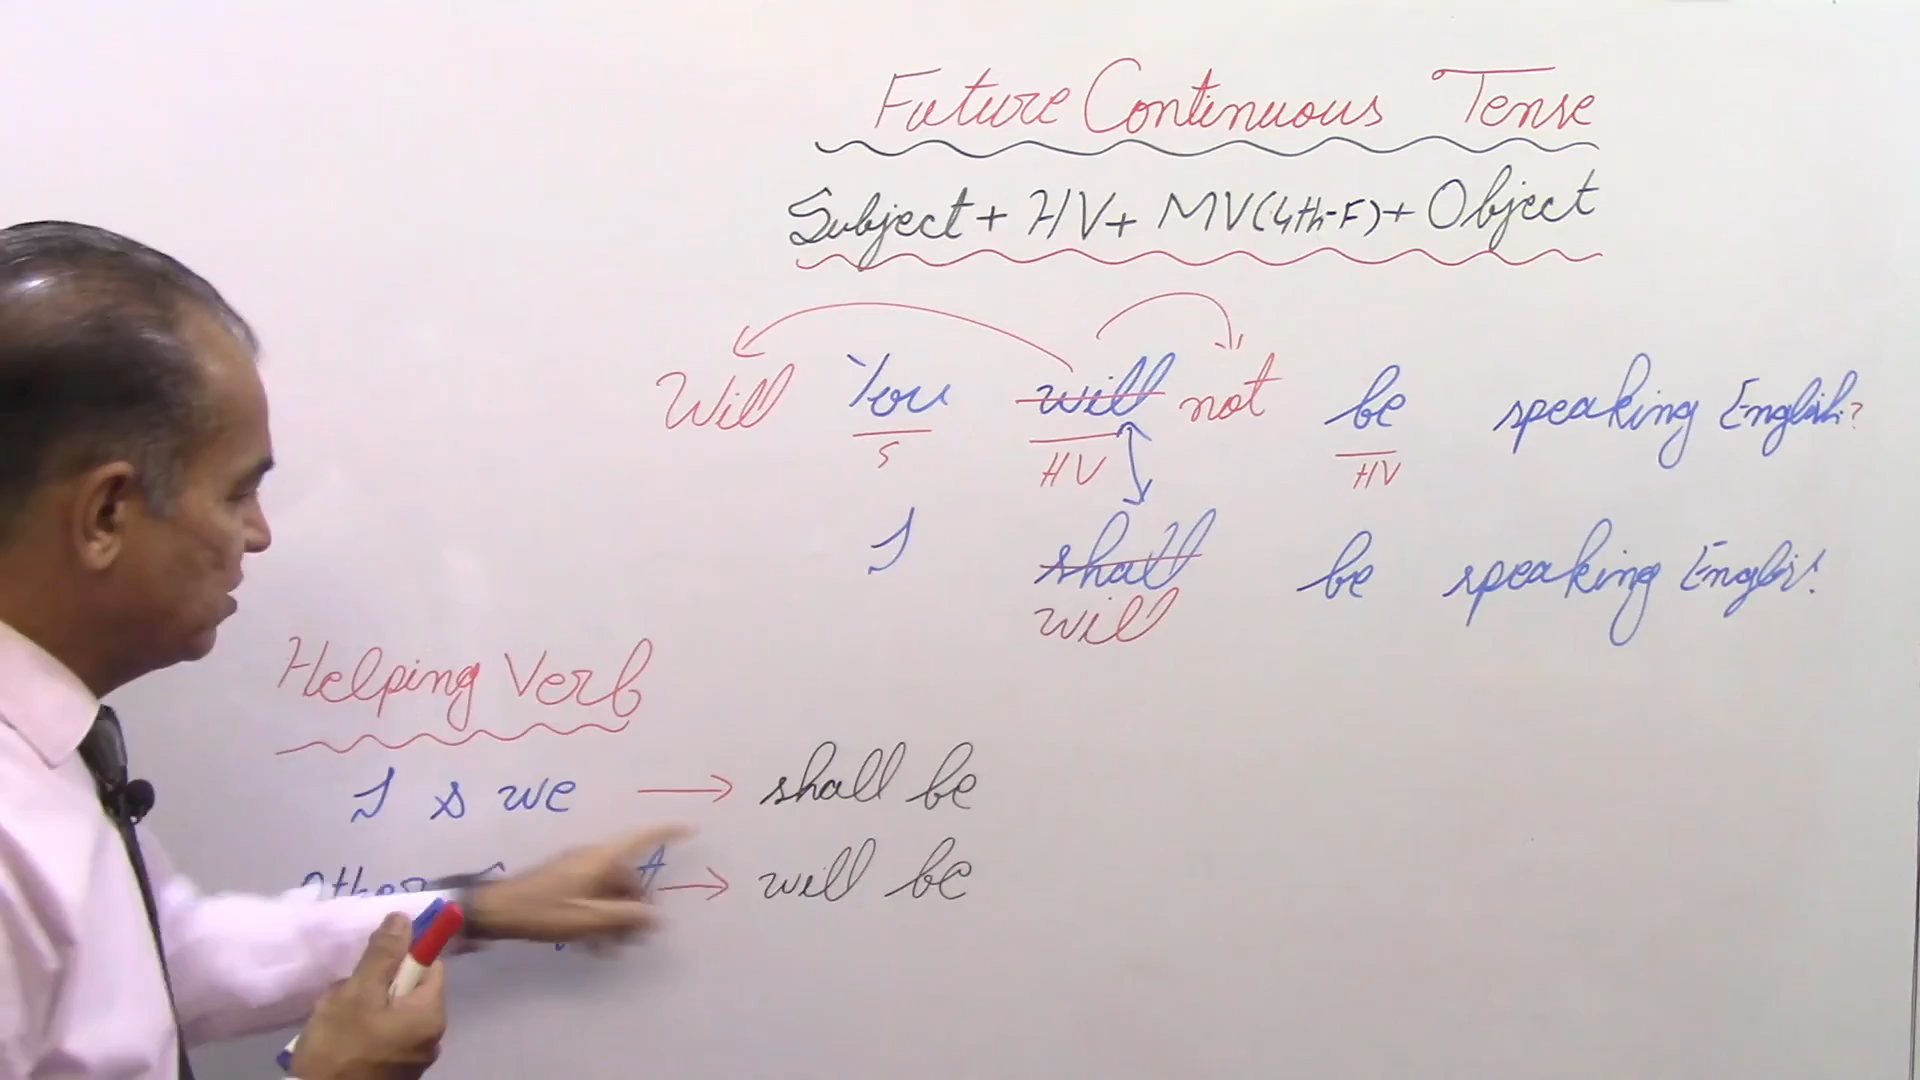 Future Continuous Tense
Subject + HV + MV(4th-F) + Object
Will You will not be speaking English?
S HV HV
I shall be speaking English
will
Helping Verb
I & we → shall be
→ will be